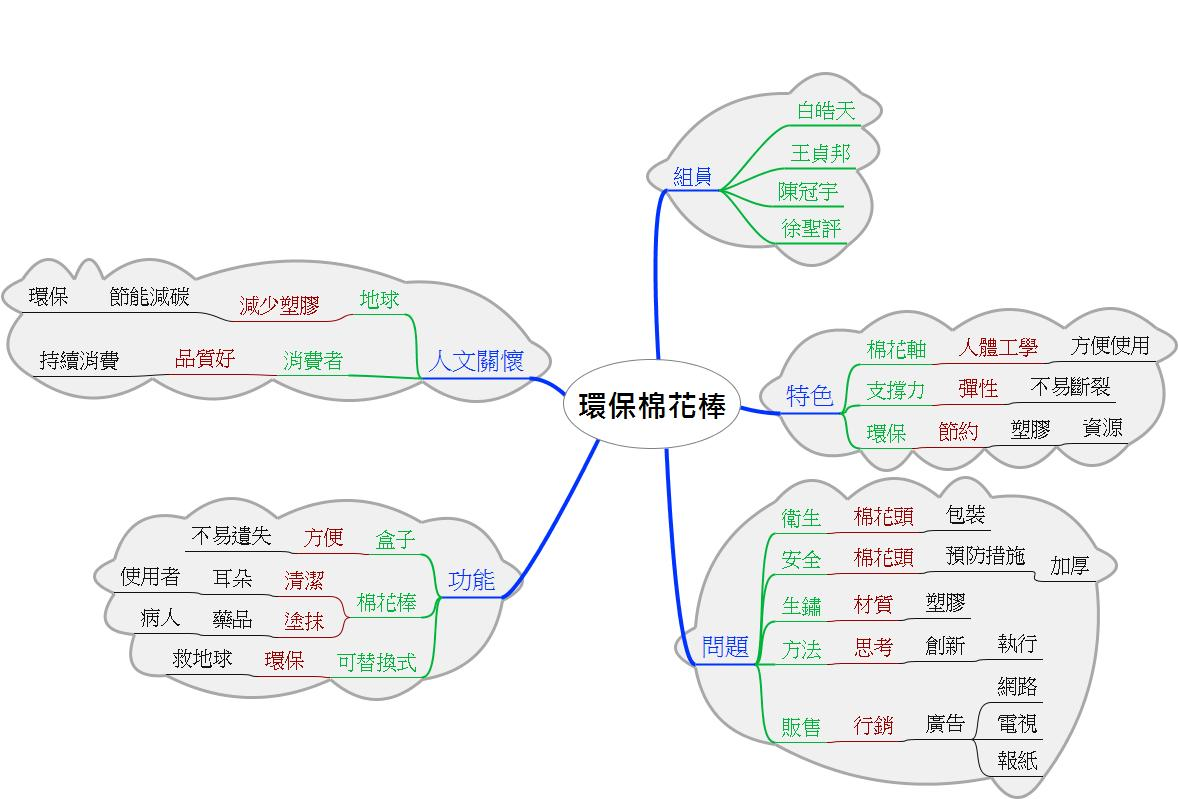 環保棉花棒
組員
白皓天
王貞邦
陳冠宇
徐聖評
特色
棉花軸 人體工學 方便使用
支撐力 彈性 不易斷裂
環保 節約 塑膠 資源
問題
衛生 棉花頭 包裝
安全 棉花頭 預防措施 加厚
生鏽 材質 塑膠
方法 思考 創新 執行
販售 行銷 廣告
網路
電視
報紙
人文關懷
環保 節能減碳 減少塑膠 地球
持續消費 品質好 消費者
功能
不易遺失 方便 盒子
使用者 耳朵 清潔
棉花棒
病人 藥品 塗抹
救地球 環保 可替換式